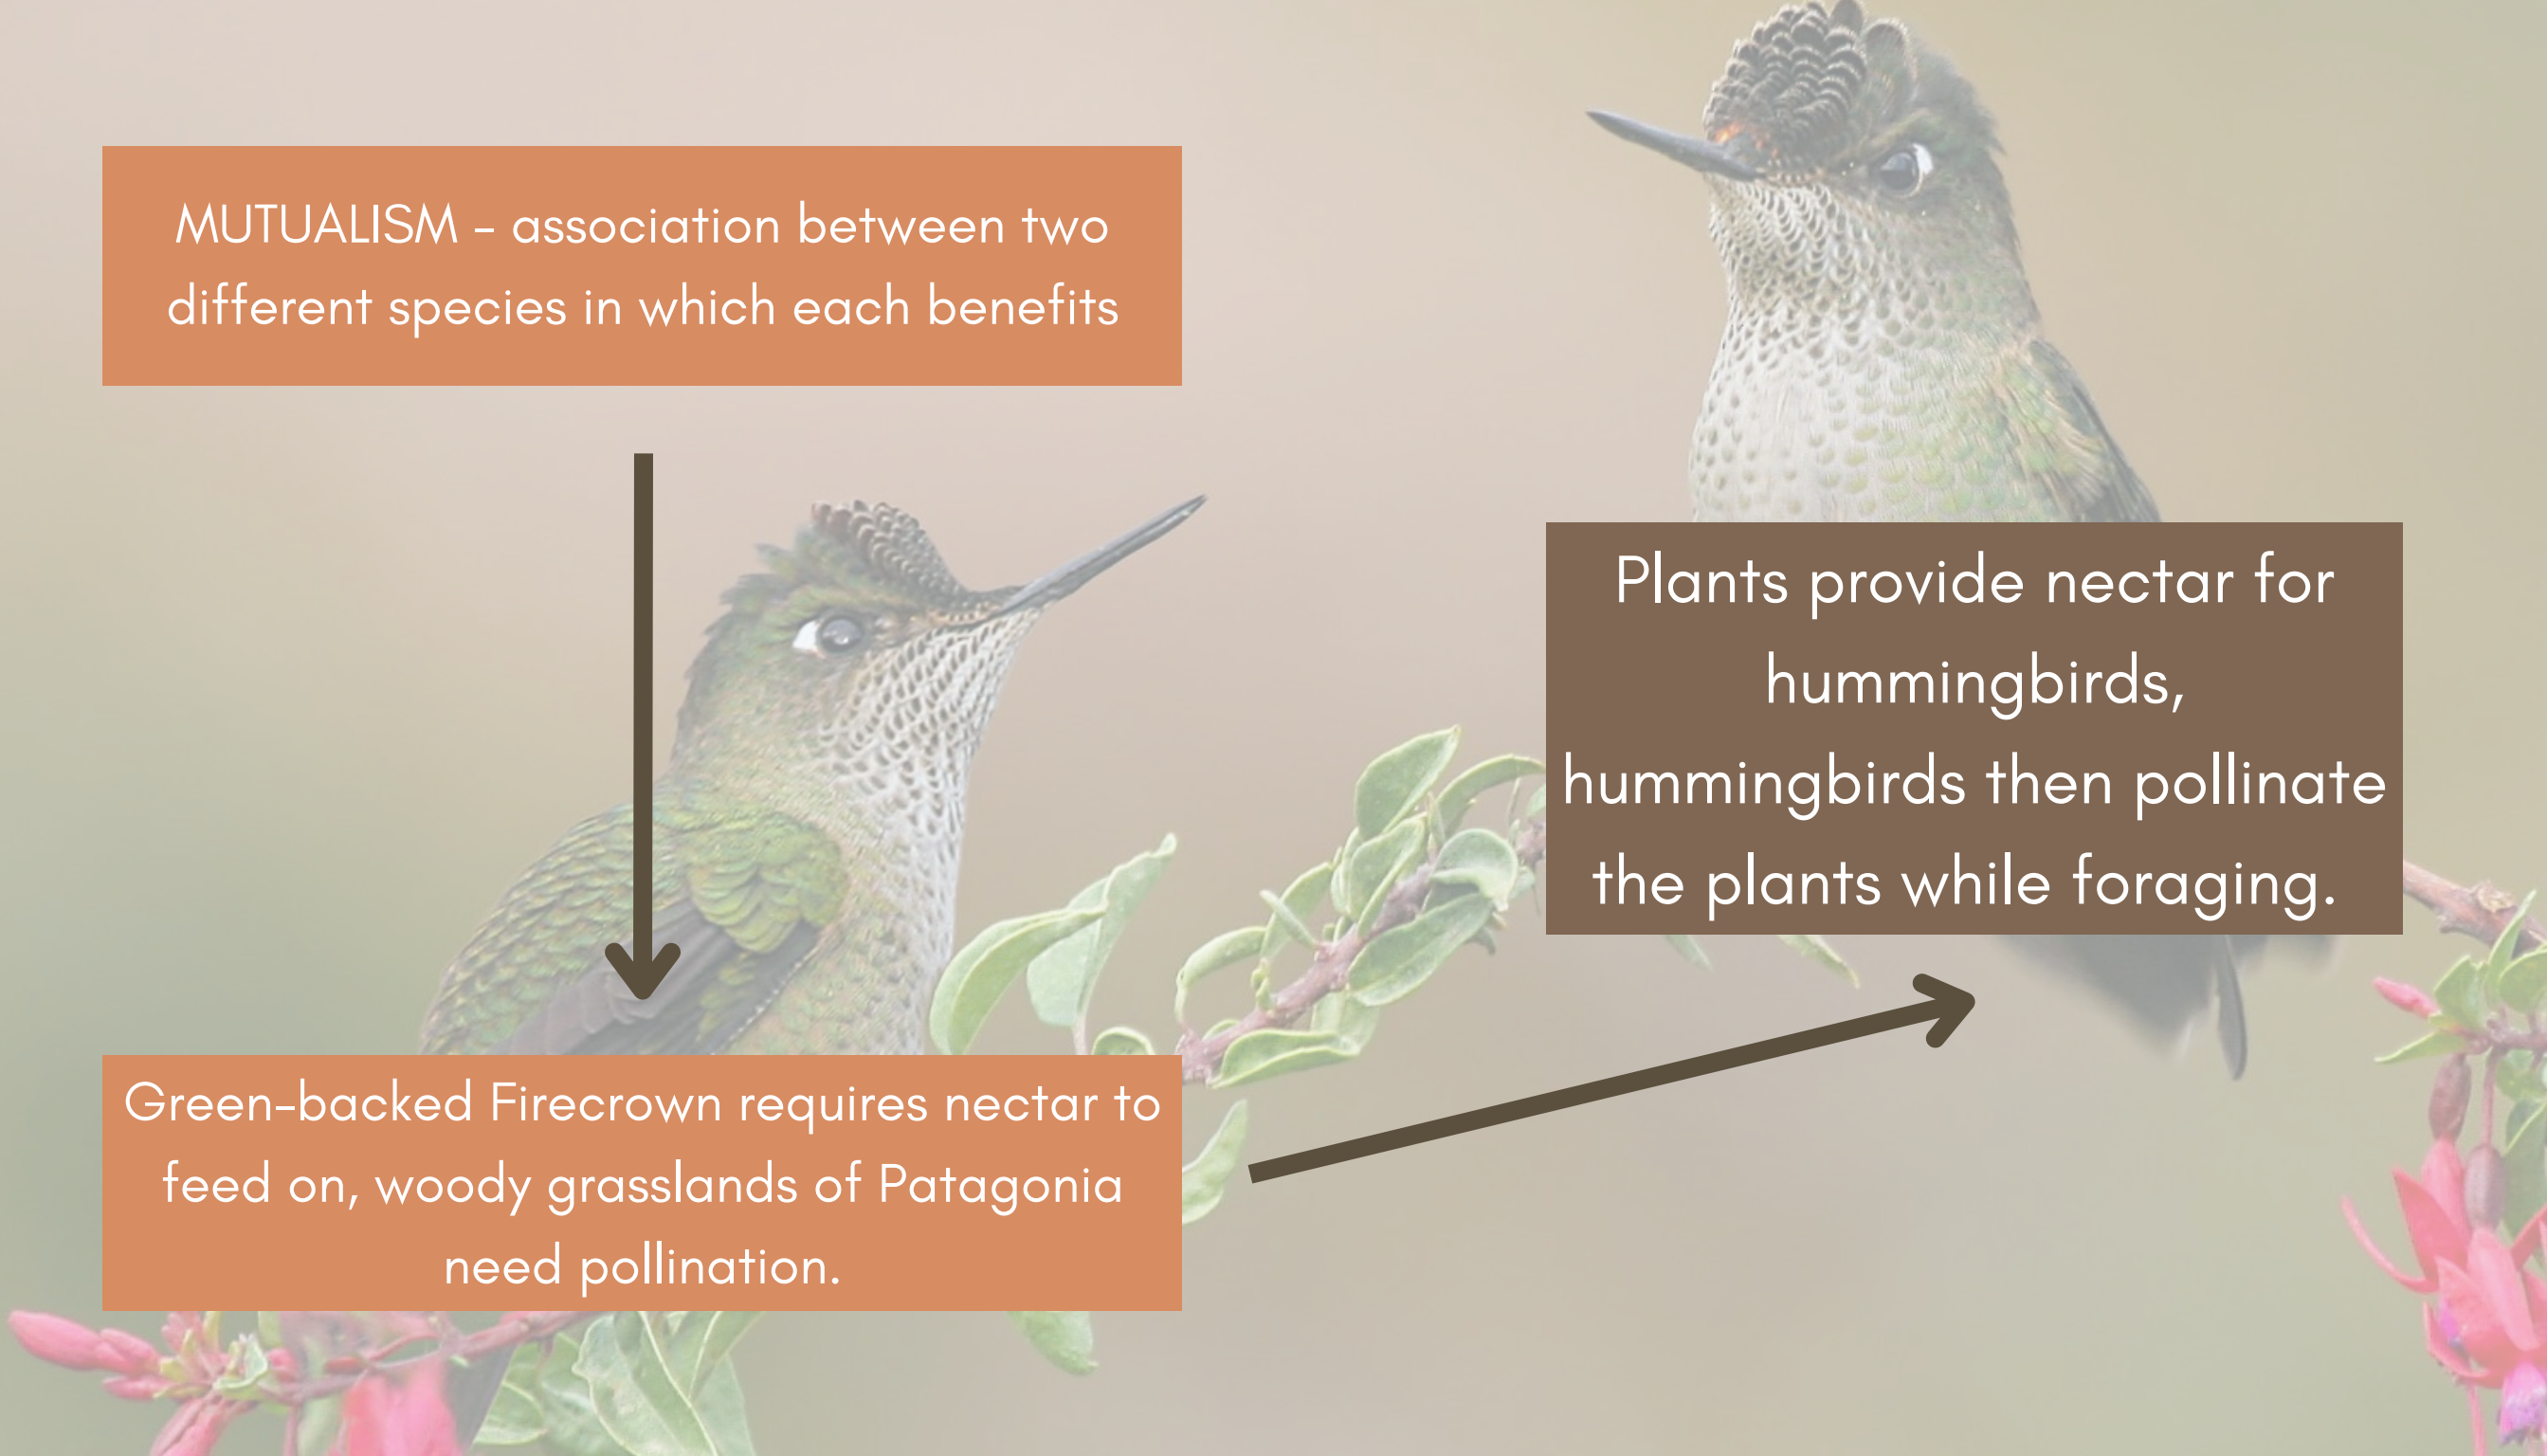 MUTUALISM - association between two
different species in which each benefits
Green-backed Firecrown requires nectar to
feed on, woody grasslands of Patagonia
need pollination.
Plants provide nectar for
hummingbirds,
hummingbirds then pollinate
the plants while foraging.